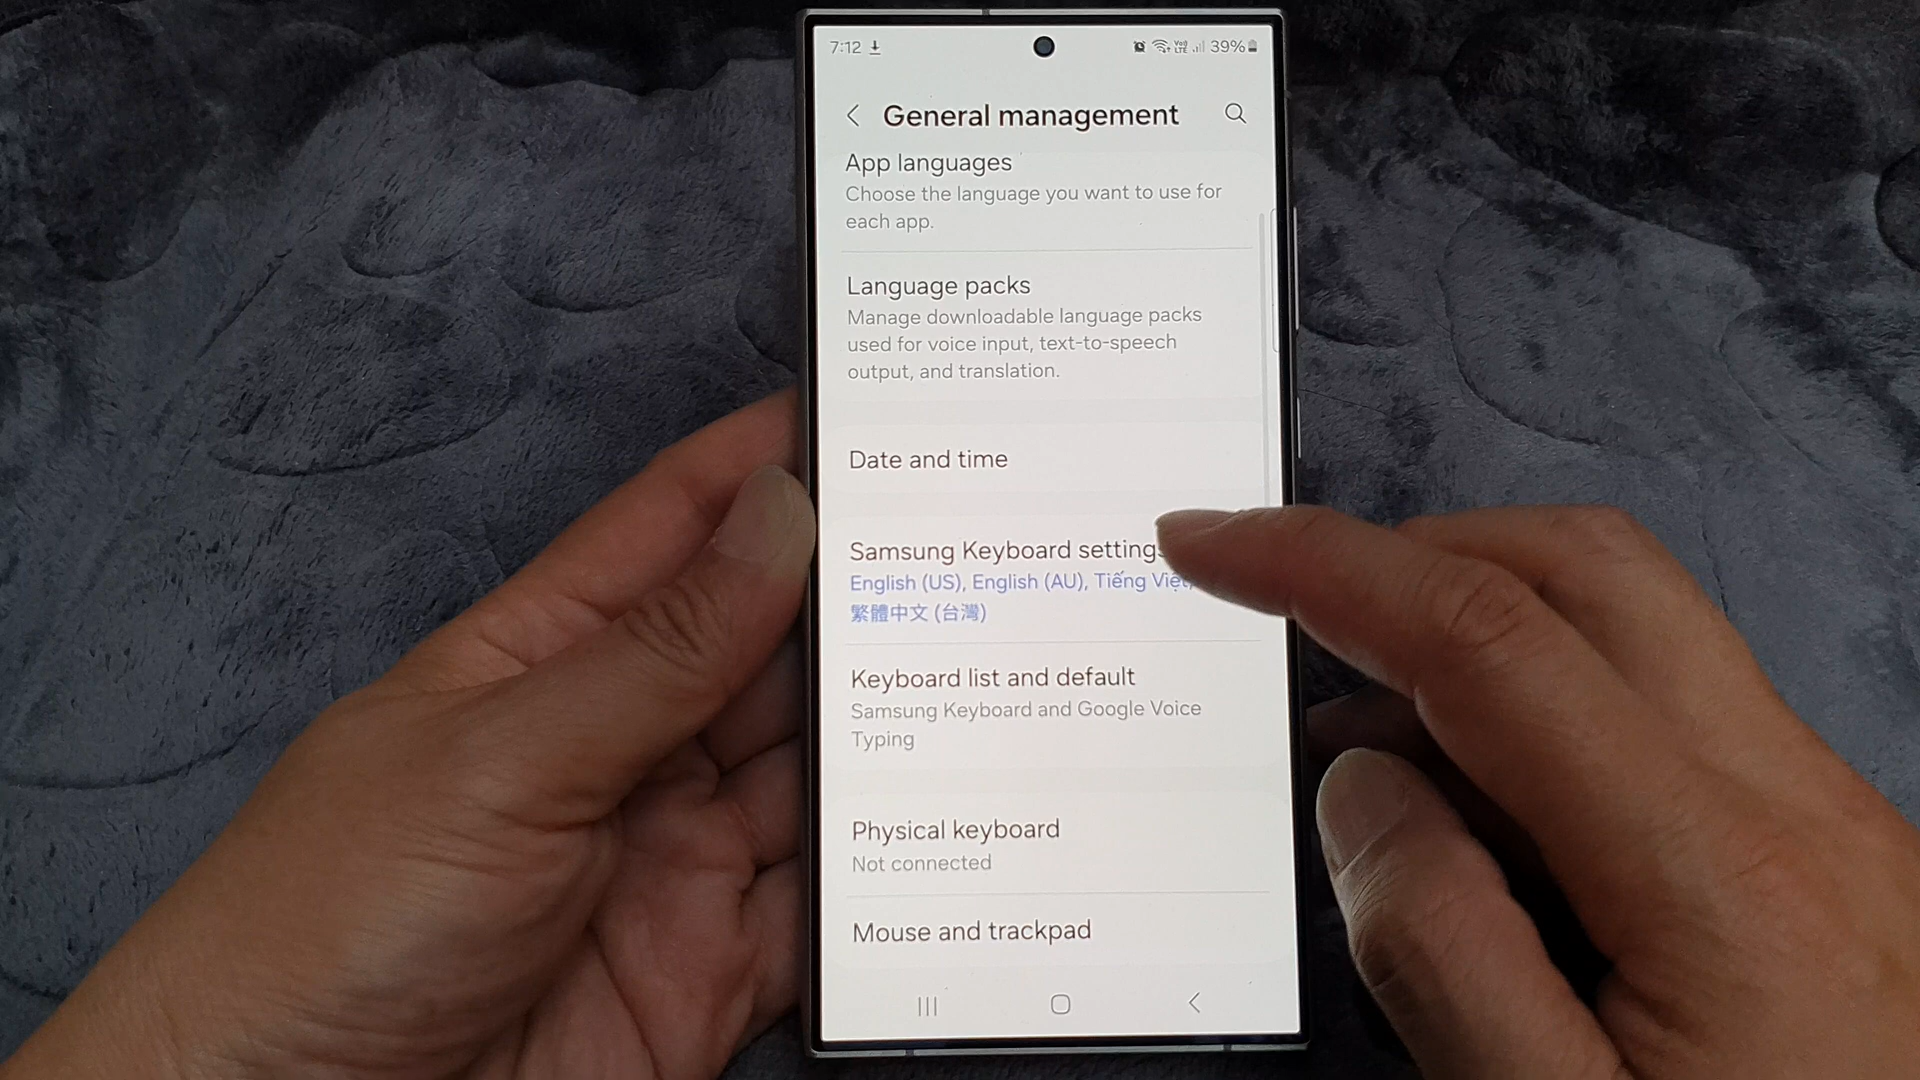 7:12
VoLTE 39%
General management
App languages
Choose the language you want to use for
each app.
Language packs
Manage downloadable language packs
used for voice input, text-to-speech
output, and translation.
Date and time
Samsung Keyboard settings
English (US), English (AU), Tiếng Việt,
繁體中文 (台灣)
Keyboard list and default
Samsung Keyboard and Google Voice
Typing
Physical keyboard
Not connected
Mouse and trackpad